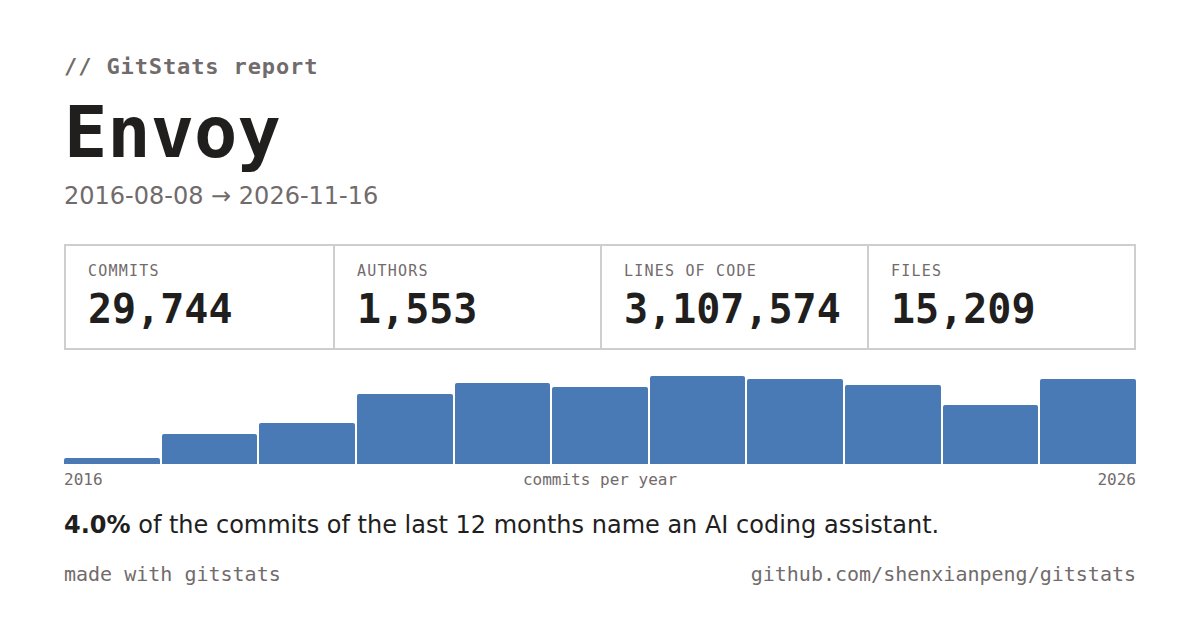 // GitStats report
Envoy
2016-08-08 → 2026-11-16
COMMITS AUTHORS LINES OF CODE FILES
29,744 1,553 3,107,574 15,209
2016 commits per year 2026
4.0% of the commits of the last 12 months name an AI coding assistant.
made with gitstats github.com/shenxianpeng/gitstats